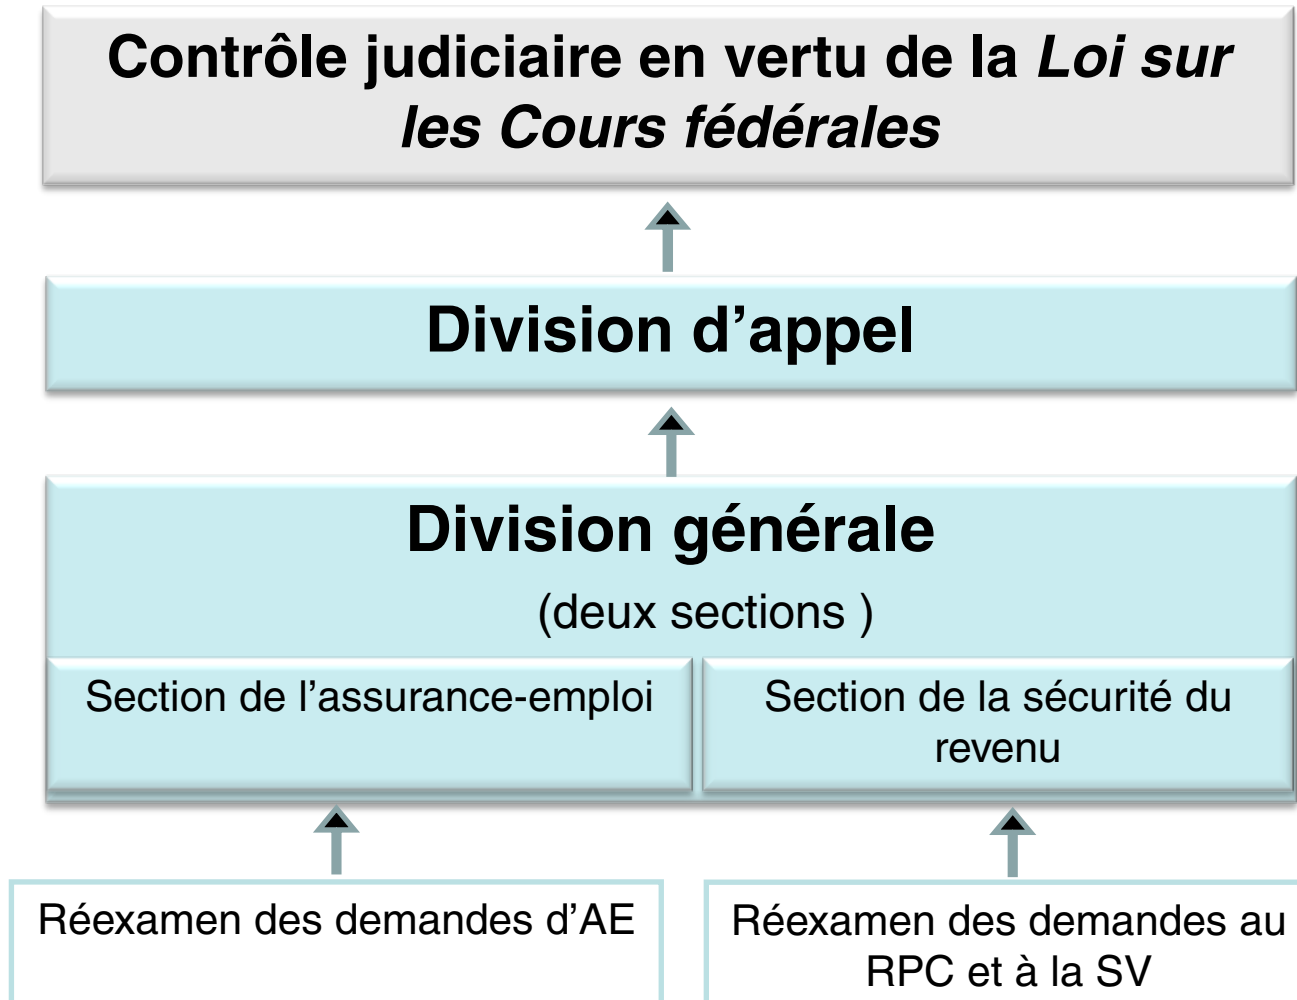 Contrôle judiciaire en vertu de la Loi sur
les Cours fédérales
Division d’appel
Division générale
(deux sections )
Section de l’assurance-emploi
Section de la sécurité du
revenu
Réexamen des demandes d’AE
Réexamen des demandes au
RPC et à la SV